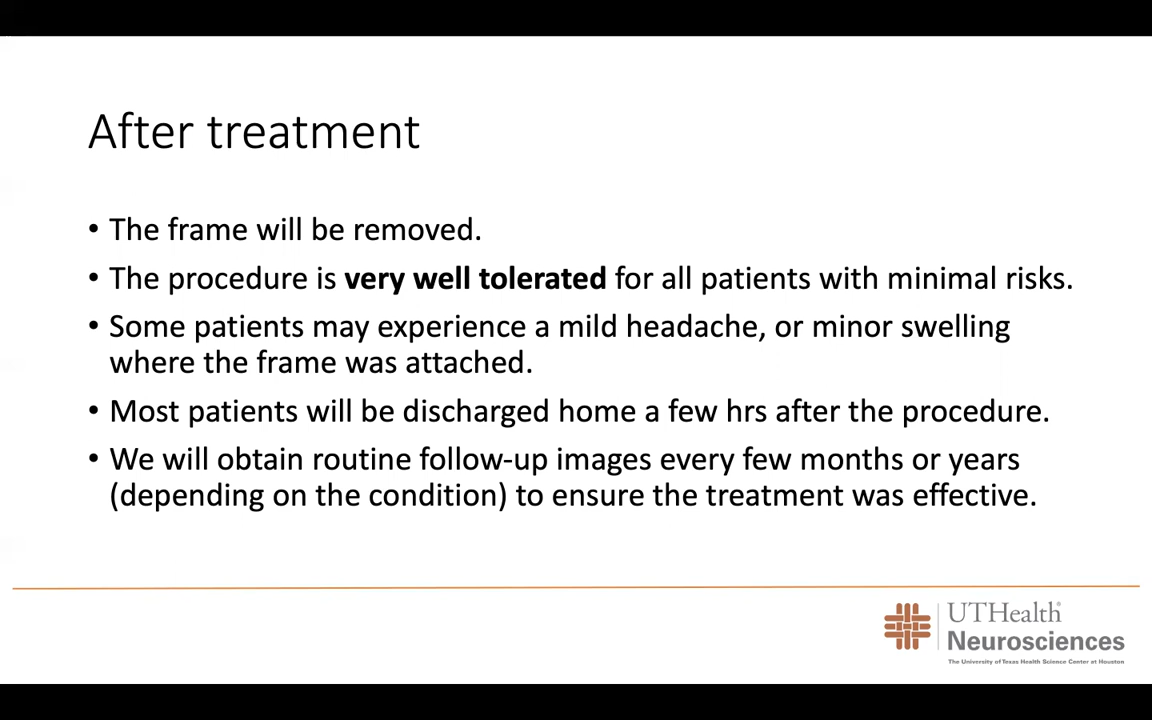 After treatment
• The frame will be removed.
• The procedure is very well tolerated for all patients with minimal risks.
• Some patients may experience a mild headache, or minor swelling
where the frame was attached.
• Most patients will be discharged home a few hrs after the procedure.
• We will obtain routine follow-up images every few months or years
(depending on the condition) to ensure the treatment was effective.
UTHealth®
Neurosciences
The University of Texas Health Science Center at Houston